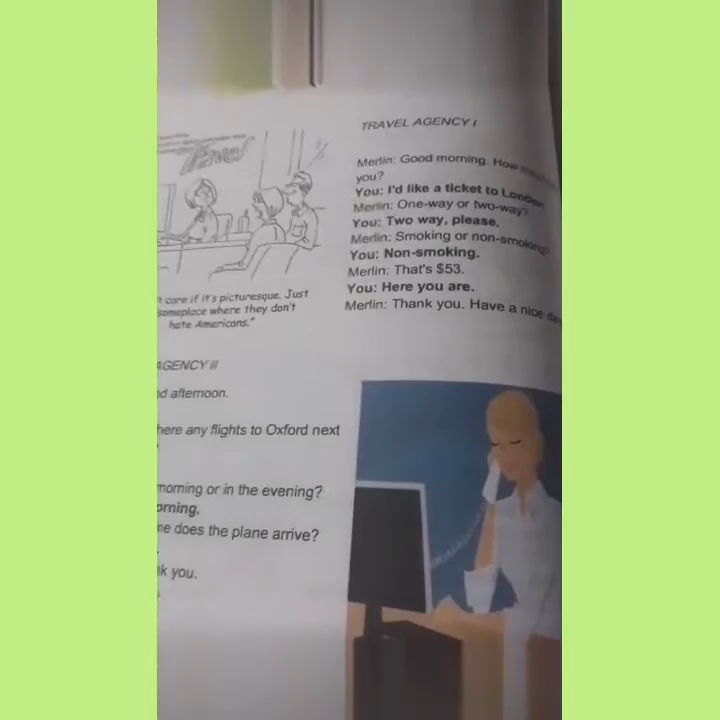 Travel
TRAVEL AGENCY I
Merlin: Good morning. How
you?
You: I'd like a ticket to London
Merlin: One-way or two-way?
You: Two way, please.
Merlin: Smoking or non-smoking?
You: Non-smoking.
Merlin: That's $53.
You: Here you are.
Merlin: Thank you. Have a nice
care if it's picturesque. Just
someplace where they don't
hate Americans."
AGENCY II
afternoon.
any flights to Oxford next
morning or in the evening?
does the plane arrive?
you.